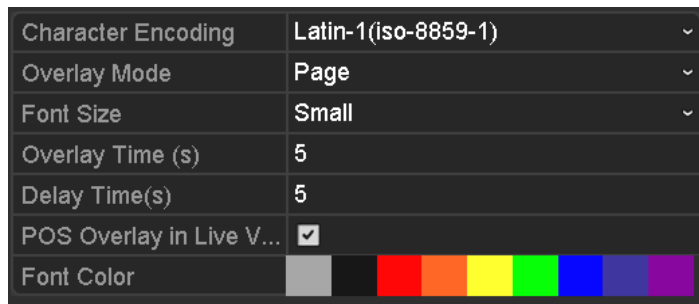 Character Encoding Latin-1(iso-8859-1)
Overlay Mode Page
Font Size Small
Overlay Time (s) 5
Delay Time(s) 5
POS Overlay in Live V...
Font Color